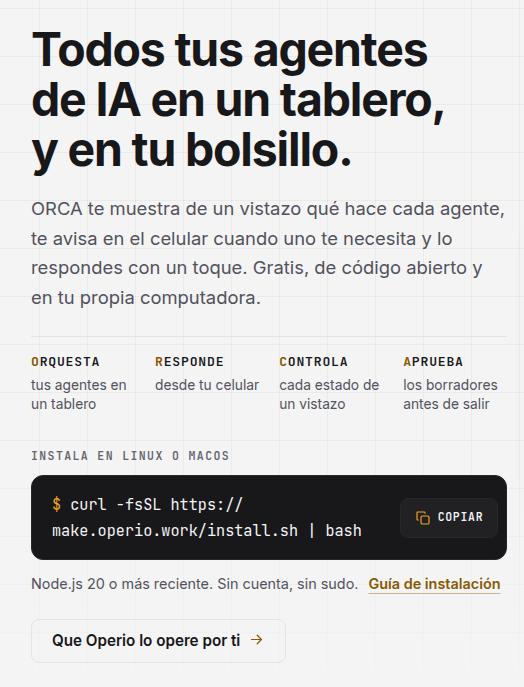 Todos tus agentes
de IA en un tablero,
y en tu bolsillo.
ORCA te muestra de un vistazo qué hace cada agente,
te avisa en el celular cuando uno te necesita y lo
respondes con un toque. Gratis, de código abierto y
en tu propia computadora.
ORQUESTA
tus agentes en
un tablero
RESPONDE
desde tu celular
CONTROLA
cada estado de
un vistazo
APRUEBA
los borradores
antes de salir
INSTALA EN LINUX O MACOS
$ curl -fsSL https://
make.operio.work/install.sh | bash
COPIAR
Node.js 20 o más reciente. Sin cuenta, sin sudo. Guía de instalación
Que Operio lo opere por ti →